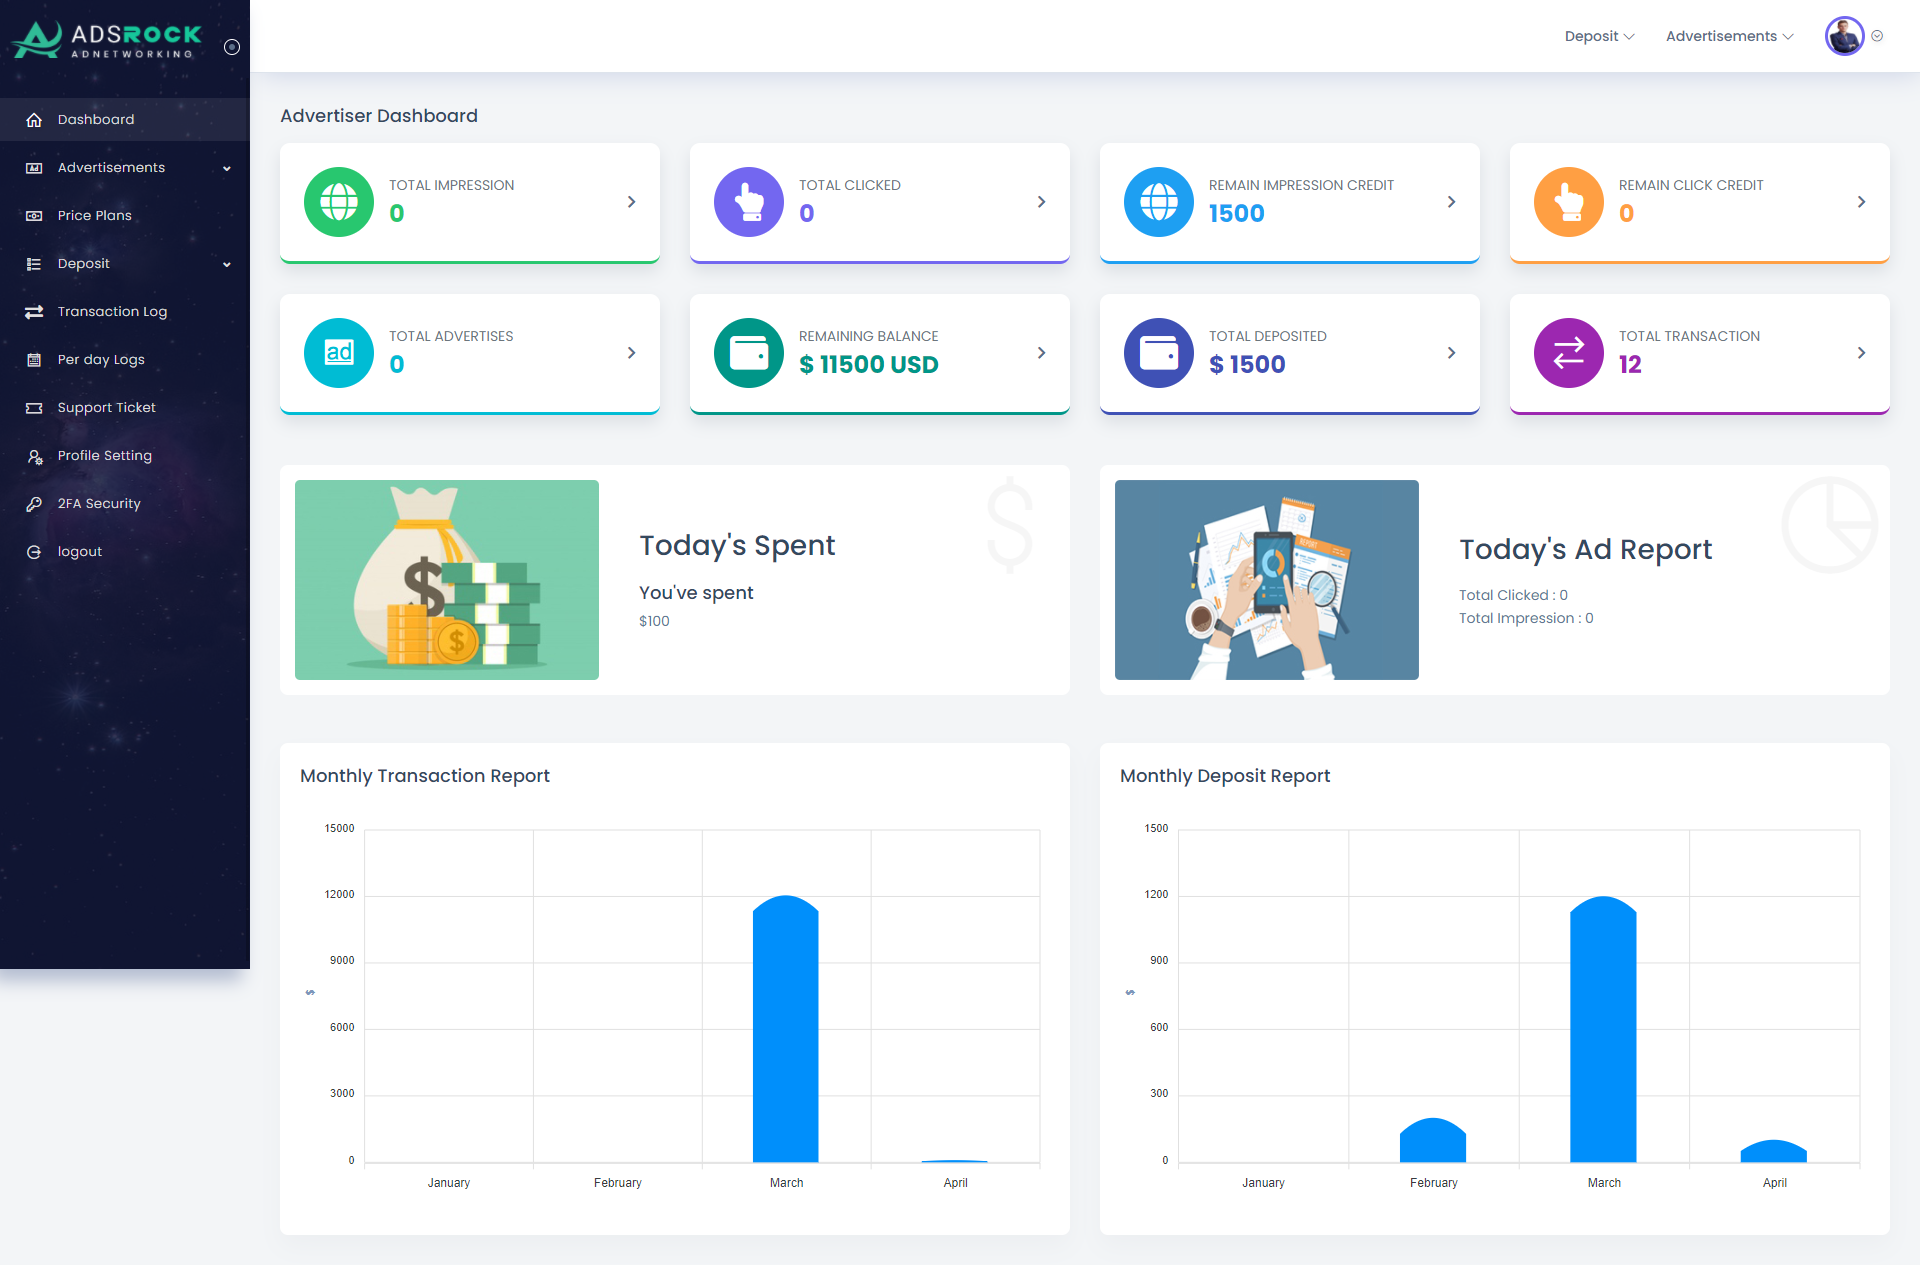 ADSROCK
ADNETWORKING
Deposit
Advertisements
Dashboard
Advertisements
Price Plans
Deposit
Transaction Log
Per day Logs
Support Ticket
Profile Setting
2FA Security
logout
Advertiser Dashboard
TOTAL IMPRESSION
0
TOTAL CLICKED
0
REMAIN IMPRESSION CREDIT
1500
REMAIN CLICK CREDIT
0
ad
TOTAL ADVERTISES
0
REMAINING BALANCE
$ 11500 USD
TOTAL DEPOSITED
$ 1500
TOTAL TRANSACTION
12
$
$
Today's Spent
You've spent
$100
$
REPORT
Today's Ad Report
Total Clicked : 0
Total Impression : 0
Monthly Transaction Report
15000
12000
9000
6000
3000
0
$
January
February
March
April
Monthly Deposit Report
1500
1200
900
600
300
0
$
January
February
March
April